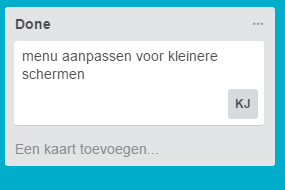 Done
menu aanpassen voor kleinere
schermen
KJ
Een kaart toevoegen...